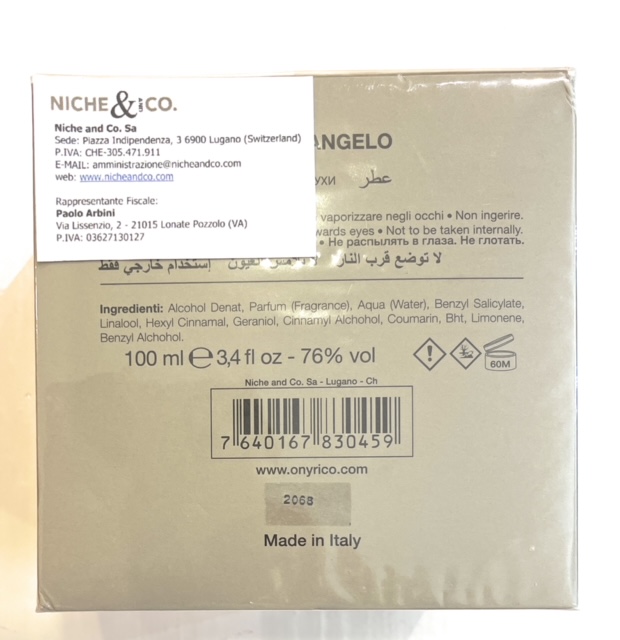 NICHE & CO.
Niche and Co. Sa
Sede: Piazza Indipendenza, 3 6900 Lugano (Switzerland)
P.IVA: CHE-305.471.911
E-MAIL: amministrazione@nicheandco.com
web: www.nicheandco.com
Rappresentante Fiscale:
Paolo Arbini
Via Lissenzio, 2 - 21015 Lonate Pozzolo (VA)
P.IVA: 03627130127
ANGELO
УХИ عطر
vaporizzare negli occhi • Non ingerire.
wards eyes • Not to be taken internally.
• Не распылять в глаза. Не глотать.
لا توضع قرب النار العيون إستخدام خارجي فقط
Ingredienti: Alcohol Denat, Parfum (Fragrance), Aqua (Water), Benzyl Salicylate,
Linalool, Hexyl Cinnamal, Geraniol, Cinnamyl Alchohol, Coumarin, Bht, Limonene,
Benzyl Alchohol.
100 ml e 3,4 fl oz - 76% vol
60M
Niche and Co. Sa - Lugano - Ch
7 640167 830459
www.onyrico.com
2068
Made in Italy